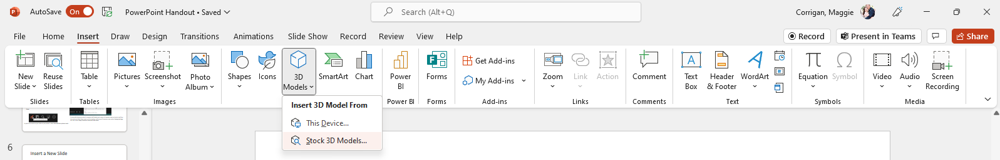 AutoSave On PowerPoint Handout • Saved Search (Alt+Q) Corrigan, Maggie
File Home Insert Draw Design Transitions Animations Slide Show Record Review View Help Record Present in Teams Share
New Slide
Reuse Slides
Table
Pictures
Screenshot
Photo Album
Shapes
Icons
3D Models
SmartArt
Chart
Power BI
Forms
Get Add-ins
My Add-ins
Zoom
Link
Action
Comment
Text Box
Header & Footer
WordArt
Equation
Symbol
Video
Audio
Screen Recording
Slides Tables Images Power BI Forms Add-ins Links Comments Text Symbols Media
Insert 3D Model From
This Device...
Stock 3D Models...
6
Insert a New Slide